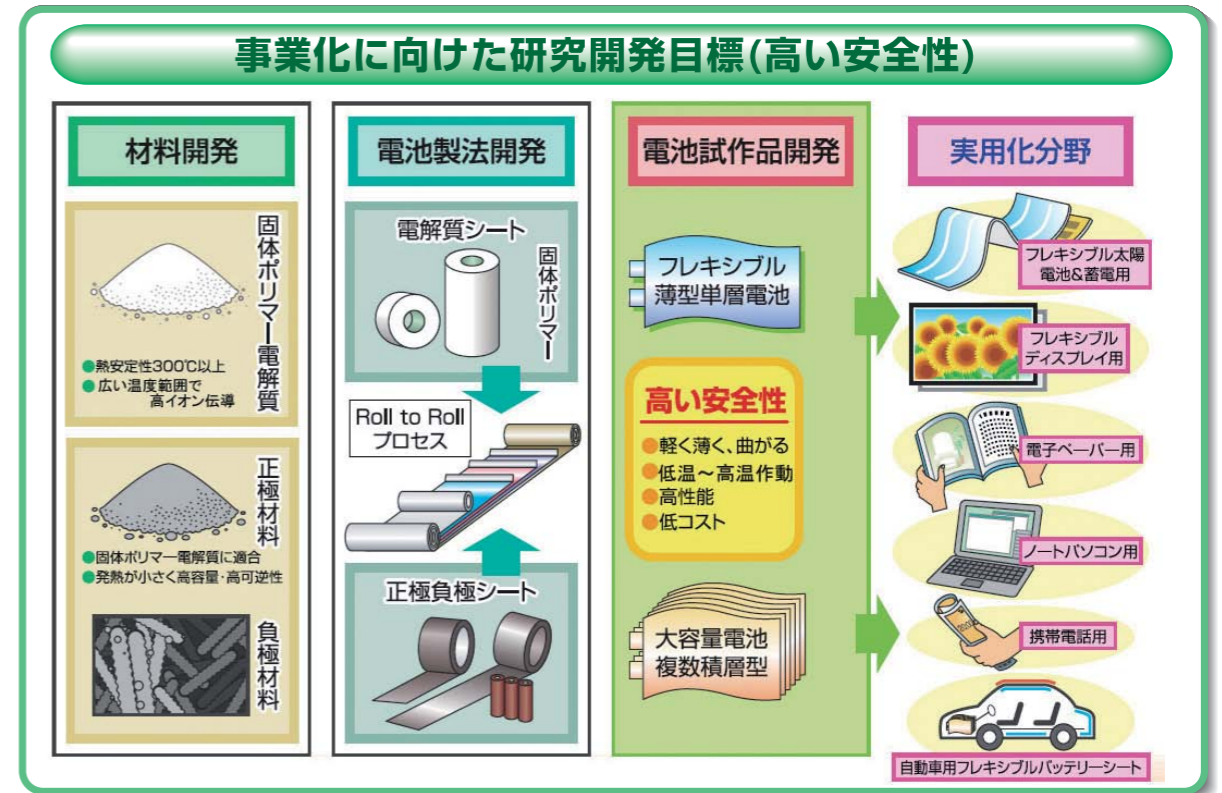 事業化に向けた研究開発目標(高い安全性)
材料開発
固体ポリマー電解質
●熱安定性300℃以上
●広い温度範囲で
高イオン伝導
正極材料
●固体ポリマー電解質に適合
●発熱が小さく高容量・高可逆性
負極材料
電池製法開発
電解質シート
固体ポリマー
Roll to Roll
プロセス
正極負極シート
電池試作品開発
フレキシブル
薄型単層電池
高い安全性
●軽く薄く、曲がる
●低温～高温作動
●高性能
●低コスト
大容量電池
複数積層型
実用化分野
フレキシブル太陽
電池&蓄電用
フレキシブル
ディスプレイ用
電子ペーパー用
ノートパソコン用
携帯電話用
自動車用フレキシブルバッテリーシート